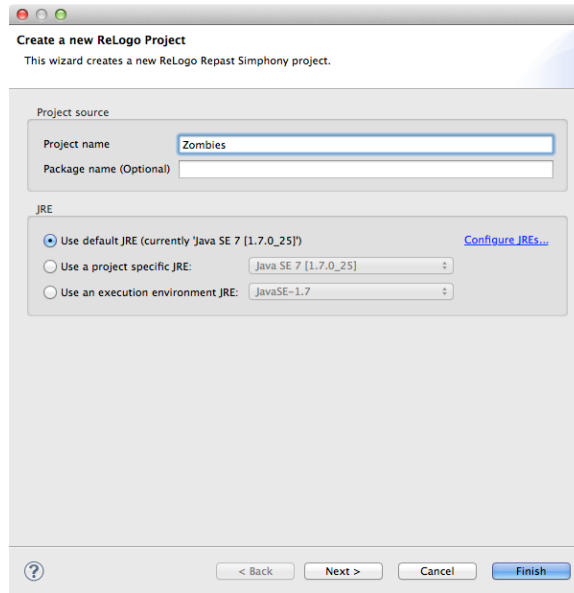 Create a new ReLogo Project
This wizard creates a new ReLogo Repast Simphony project.
Project source
Project name Zombies
Package name (Optional)
JRE
Use default JRE (currently 'Java SE 7 [1.7.0_25]') Configure JREs...
Use a project specific JRE: Java SE 7 [1.7.0_25]
Use an execution environment JRE: JavaSE-1.7
? < Back Next > Cancel Finish